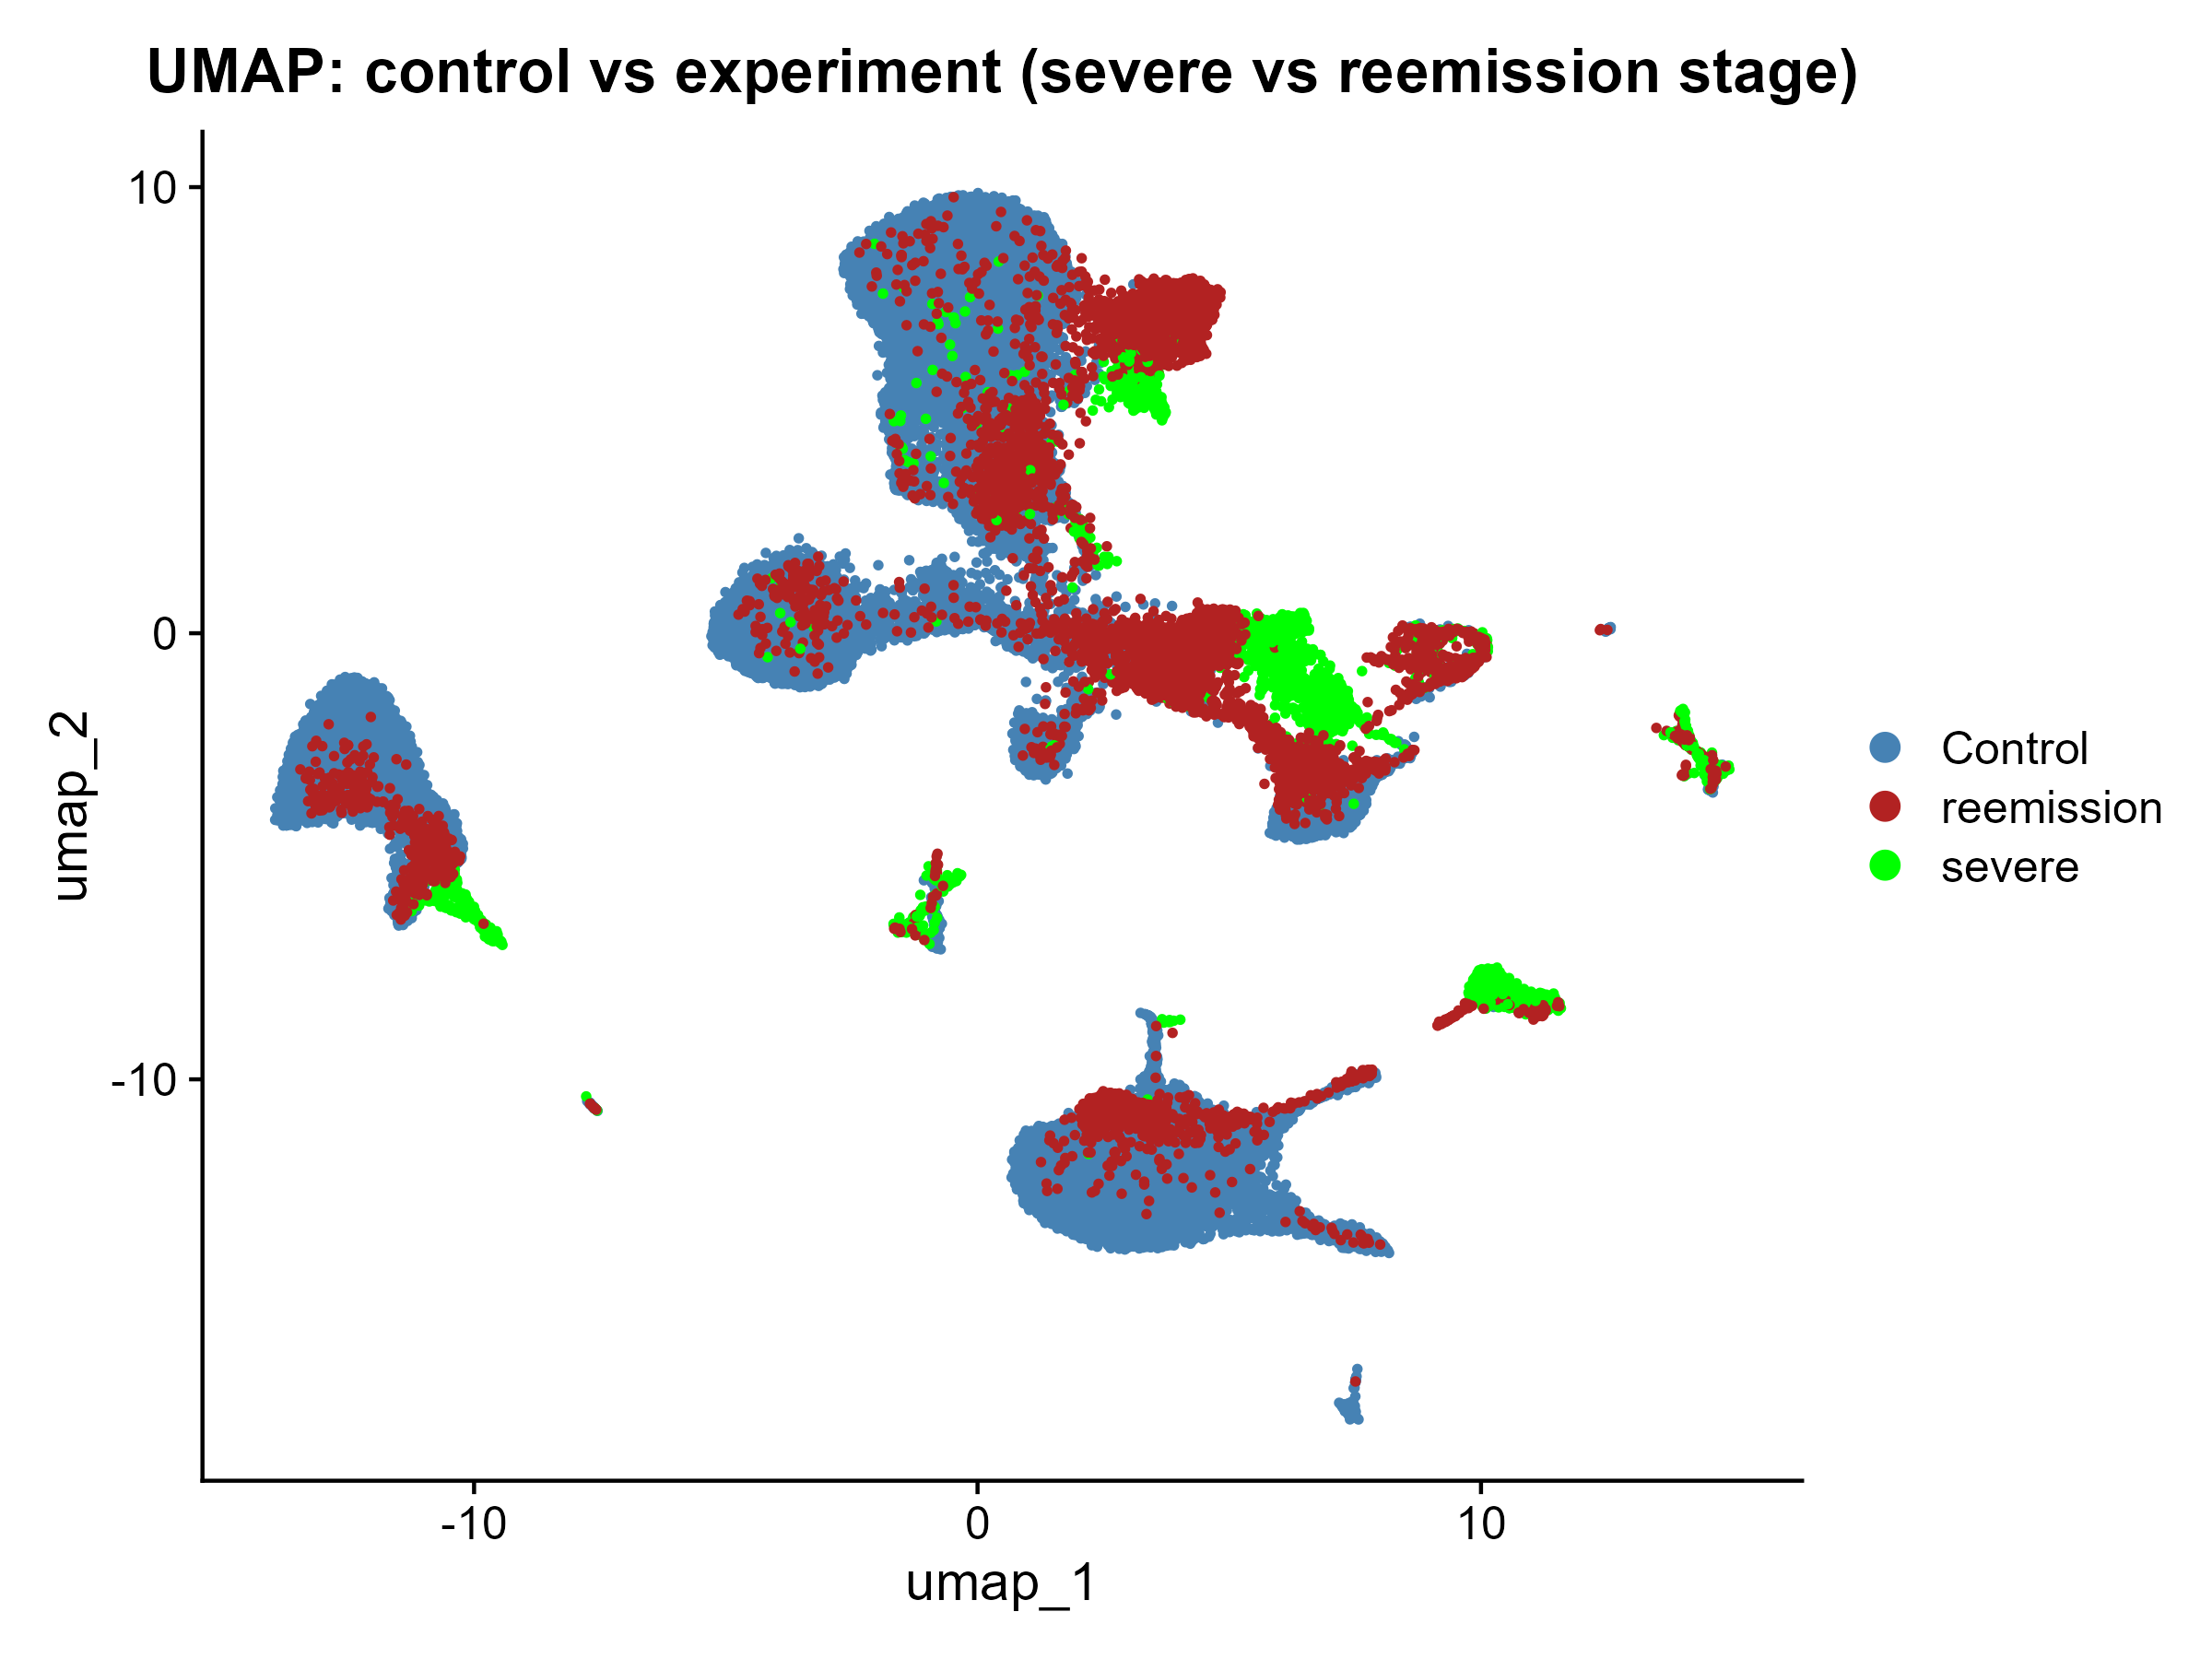 UMAP: control vs experiment (severe vs reemission stage)
10
0
-10
umap_2
-10
0
10
umap_1
Control
reemission
severe